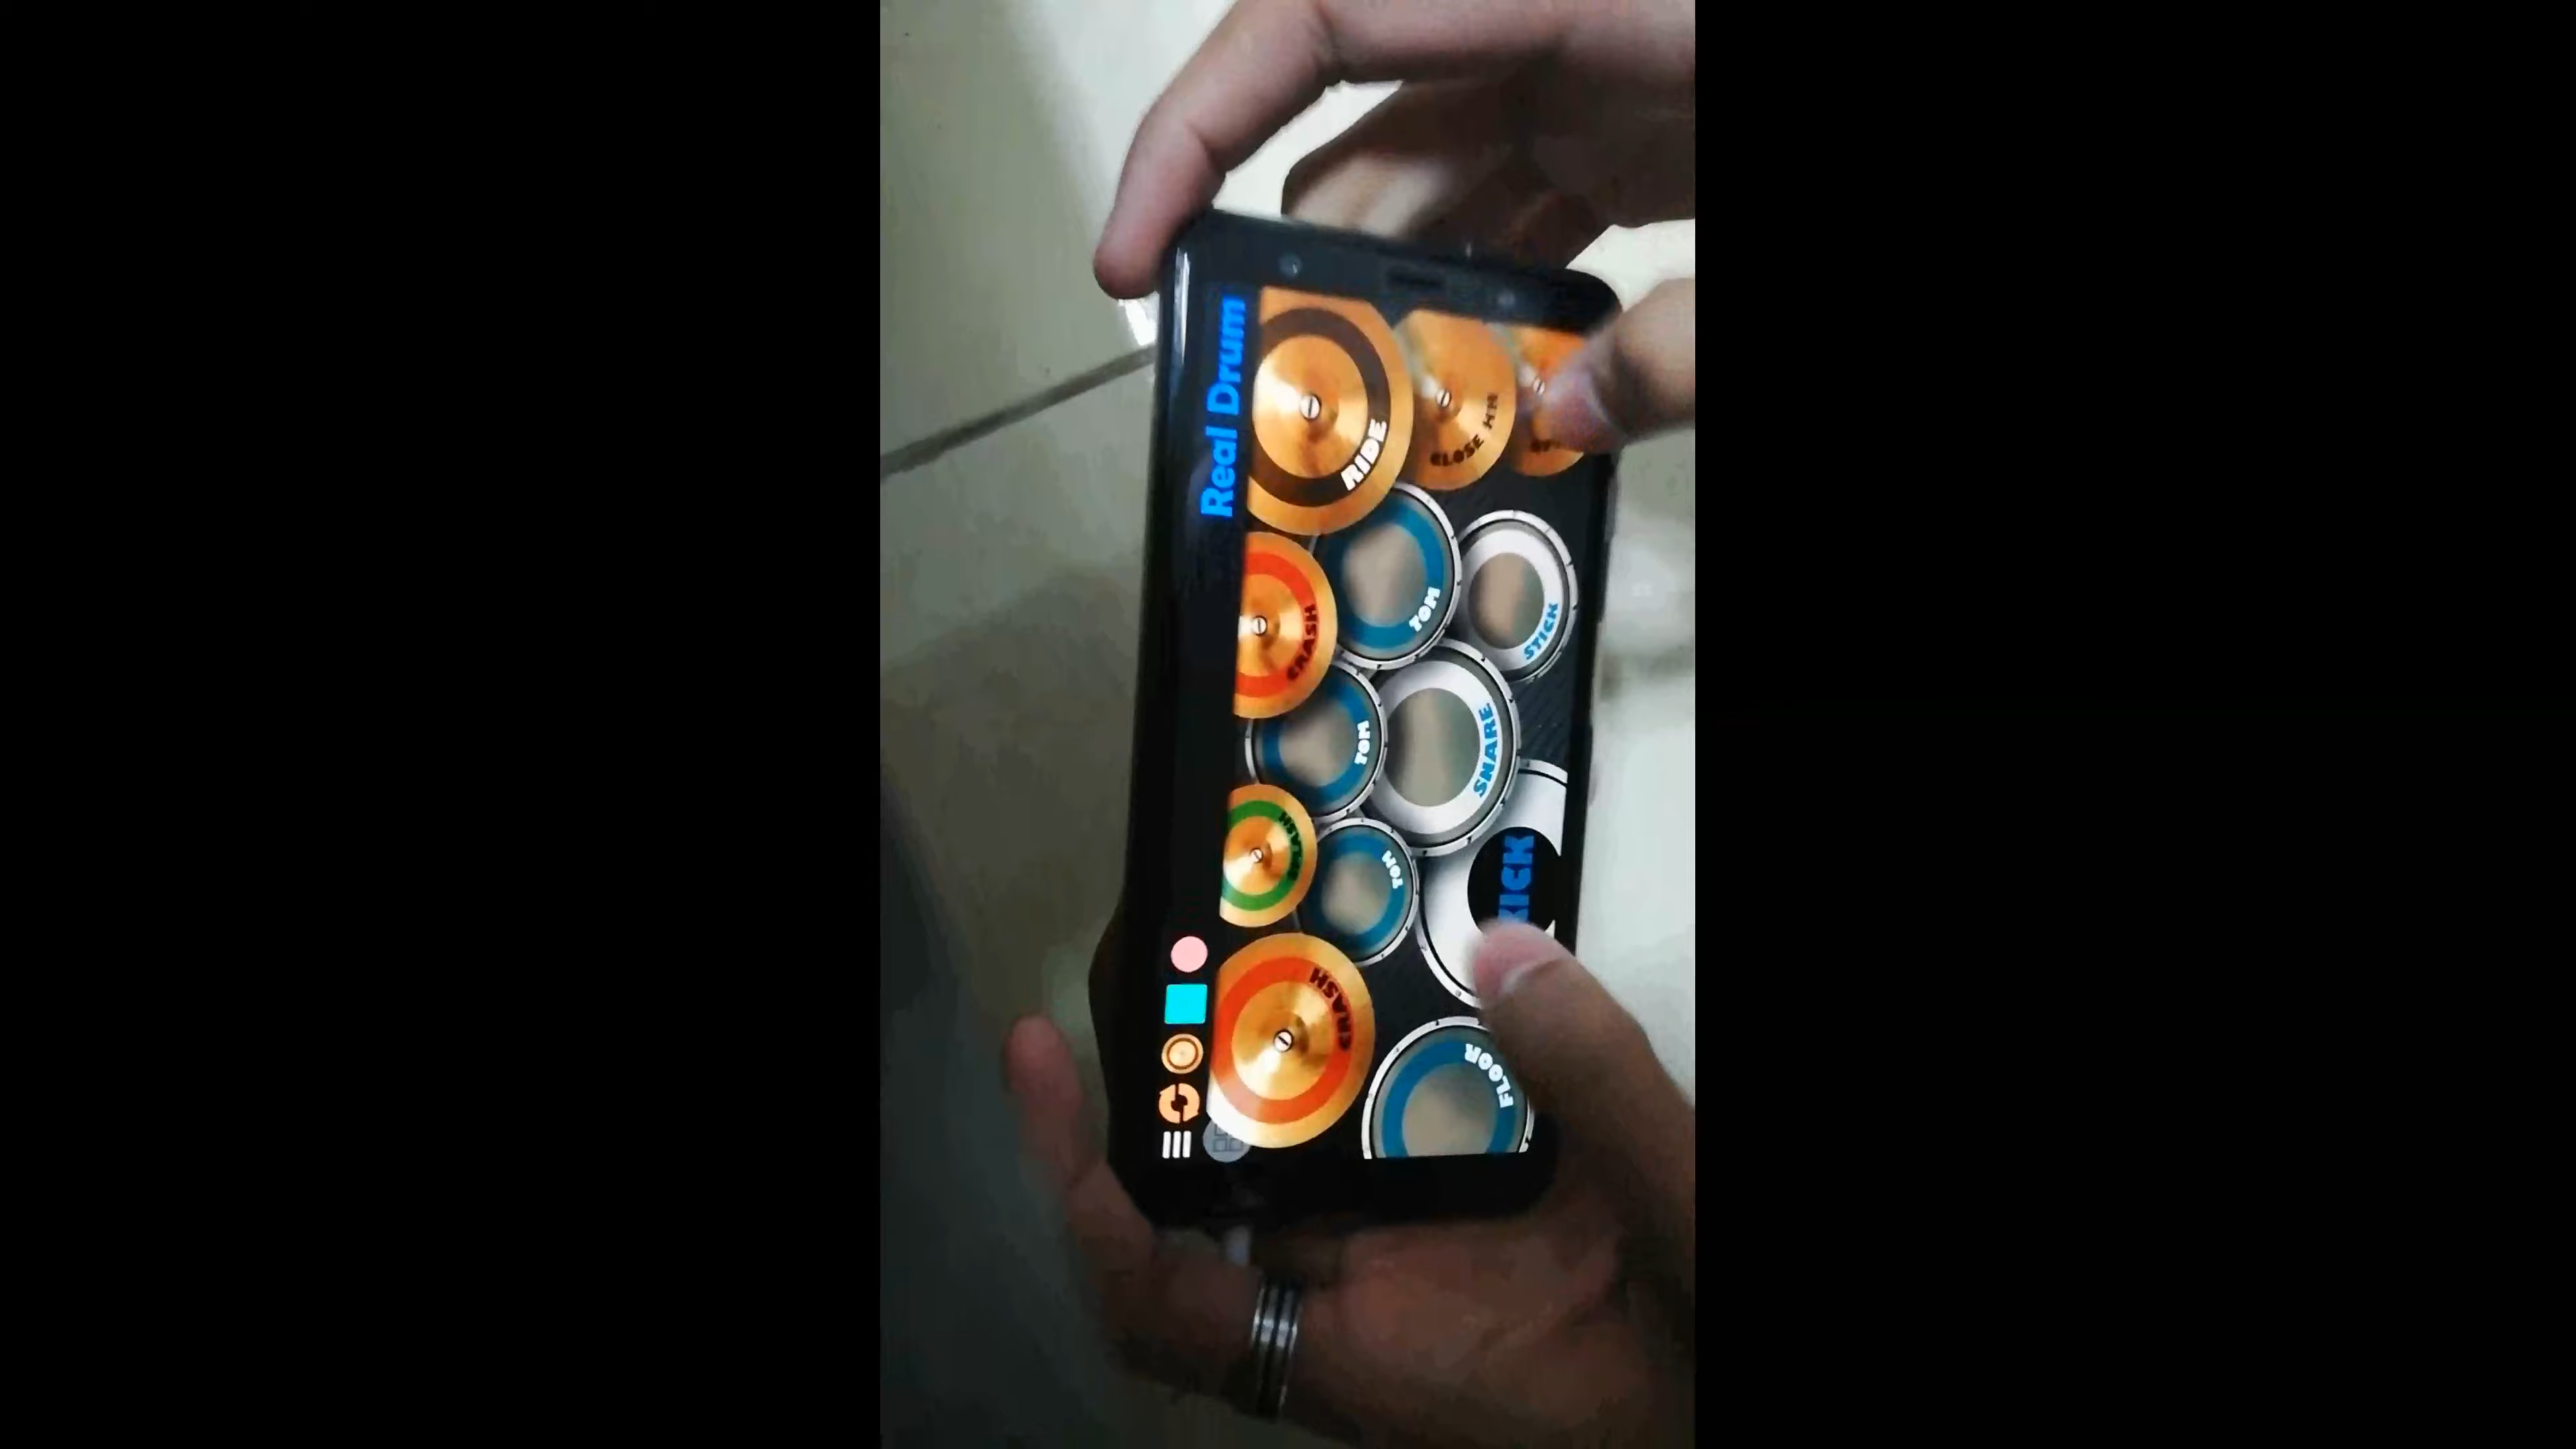 Real Drum
RIDE
CLOSE HH
CRASH
TOM
STICK
TOM
SNARE
TOM
KICK
CRASH
FLOOR